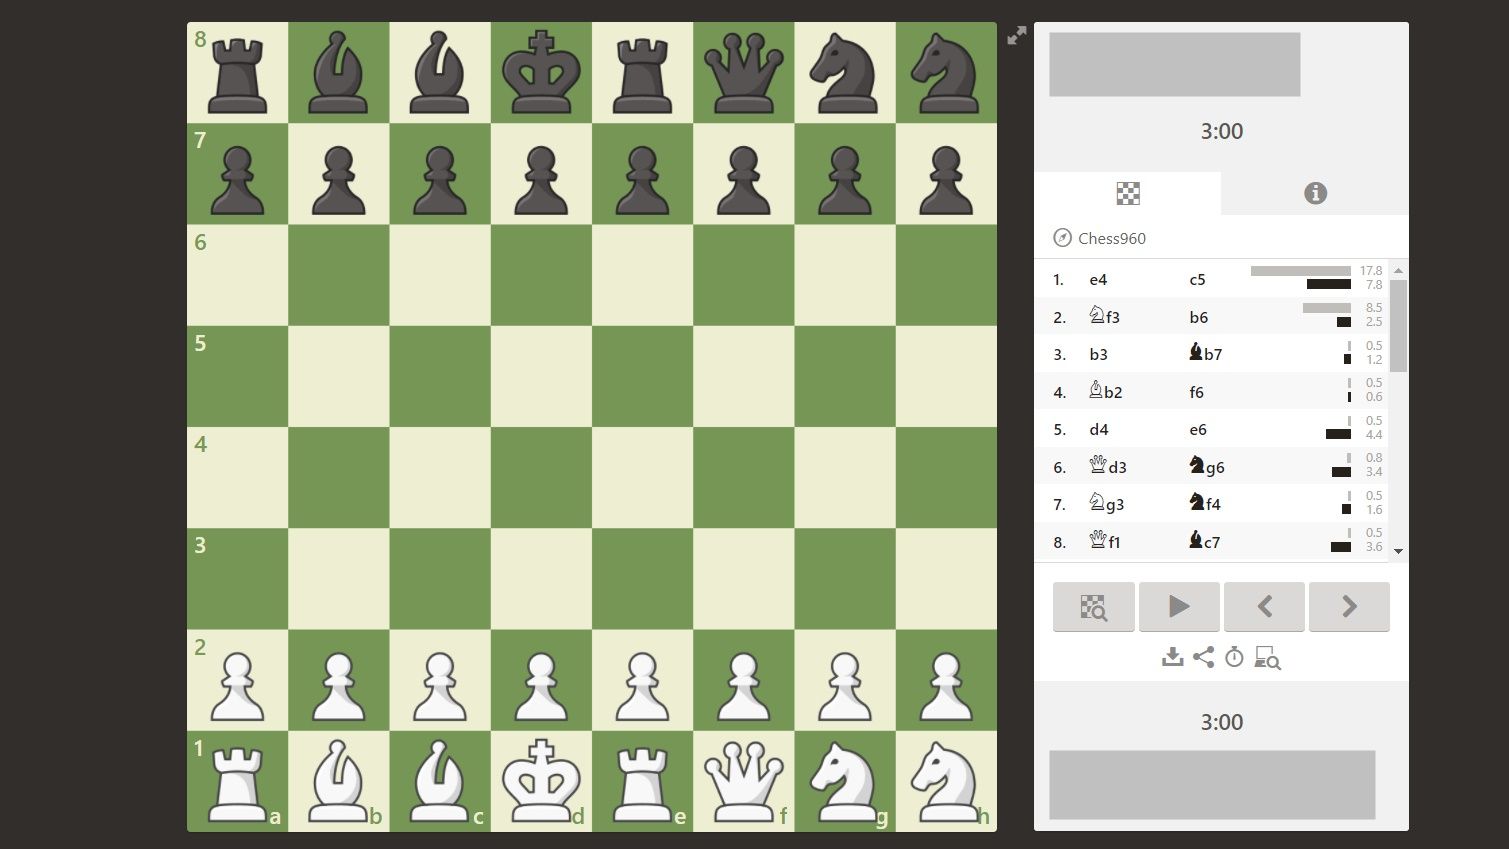 8
7
6
5
4
3
2
1
a b c d e f g h
3:00
Chess960
1. e4 c5 17.8 7.8
2. ♘f3 b6 8.5 2.5
3. b3 ♝b7 0.5 1.2
4. ♗b2 f6 0.5 0.6
5. d4 e6 0.5 4.4
6. ♕d3 ♞g6 0.8 3.4
7. ♘g3 ♞f4 0.5 1.6
8. ♕f1 ♝c7 0.5 3.6
3:00